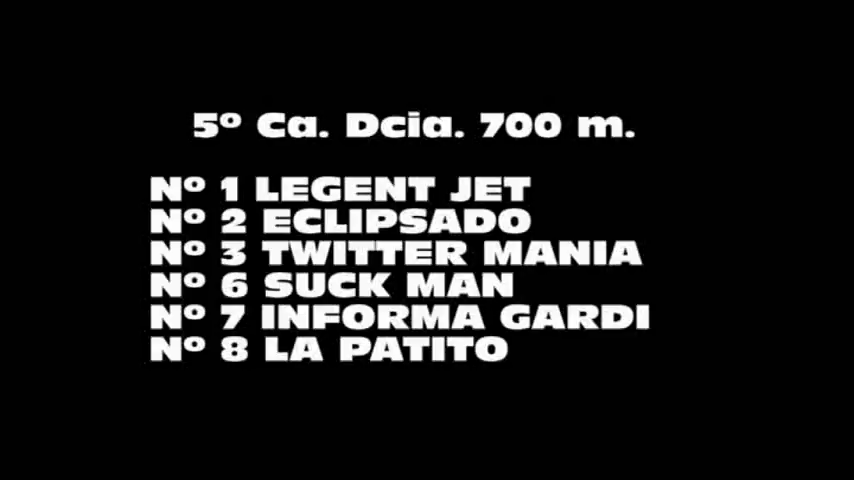 5º Ca. Dcia. 700 m.
Nº 1 LEGENT JET
Nº 2 ECLIPSADO
Nº 3 TWITTER MANIA
Nº 6 SUCK MAN
Nº 7 INFORMA GARDI
Nº 8 LA PATITO